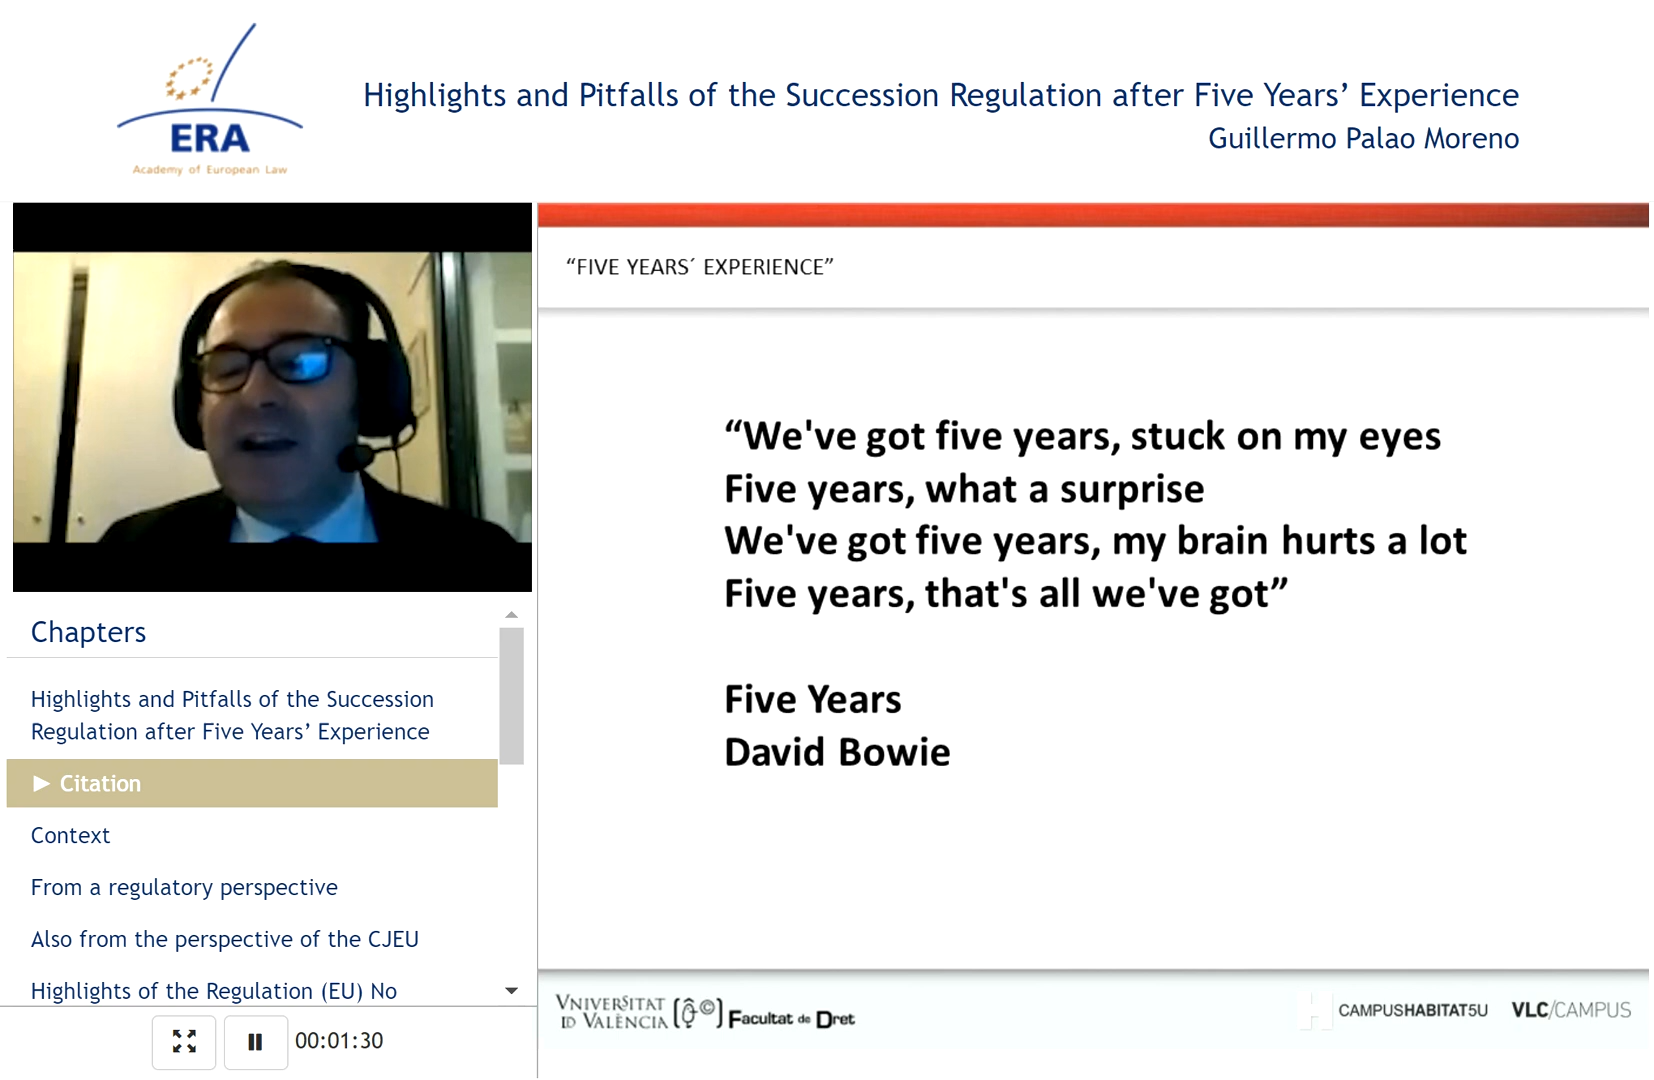 ERA
Academy of European Law
Highlights and Pitfalls of the Succession Regulation after Five Years’ Experience
Guillermo Palao Moreno
“FIVE YEARS´ EXPERIENCE”
“We've got five years, stuck on my eyes
Five years, what a surprise
We've got five years, my brain hurts a lot
Five years, that's all we've got”
Five Years
David Bowie
Chapters
Highlights and Pitfalls of the Succession
Regulation after Five Years’ Experience
► Citation
Context
From a regulatory perspective
Also from the perspective of the CJEU
Highlights of the Regulation (EU) No
00:01:30
VNIVERSITAT
ID VALÈNCIA
Facultat de Dret
CAMPUSHABITAT5U
VLC/CAMPUS